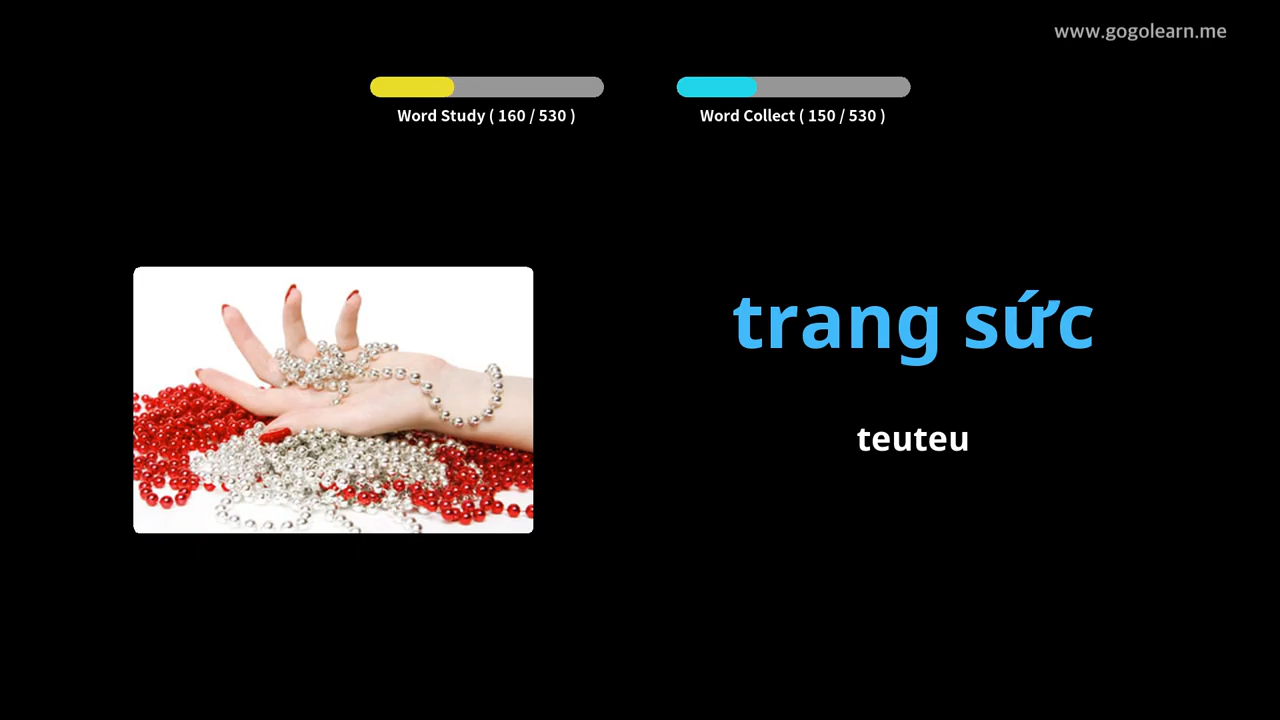 www.gogolearn.me
Word Study ( 160 / 530 )
Word Collect ( 150 / 530 )
trang sức
teuteu